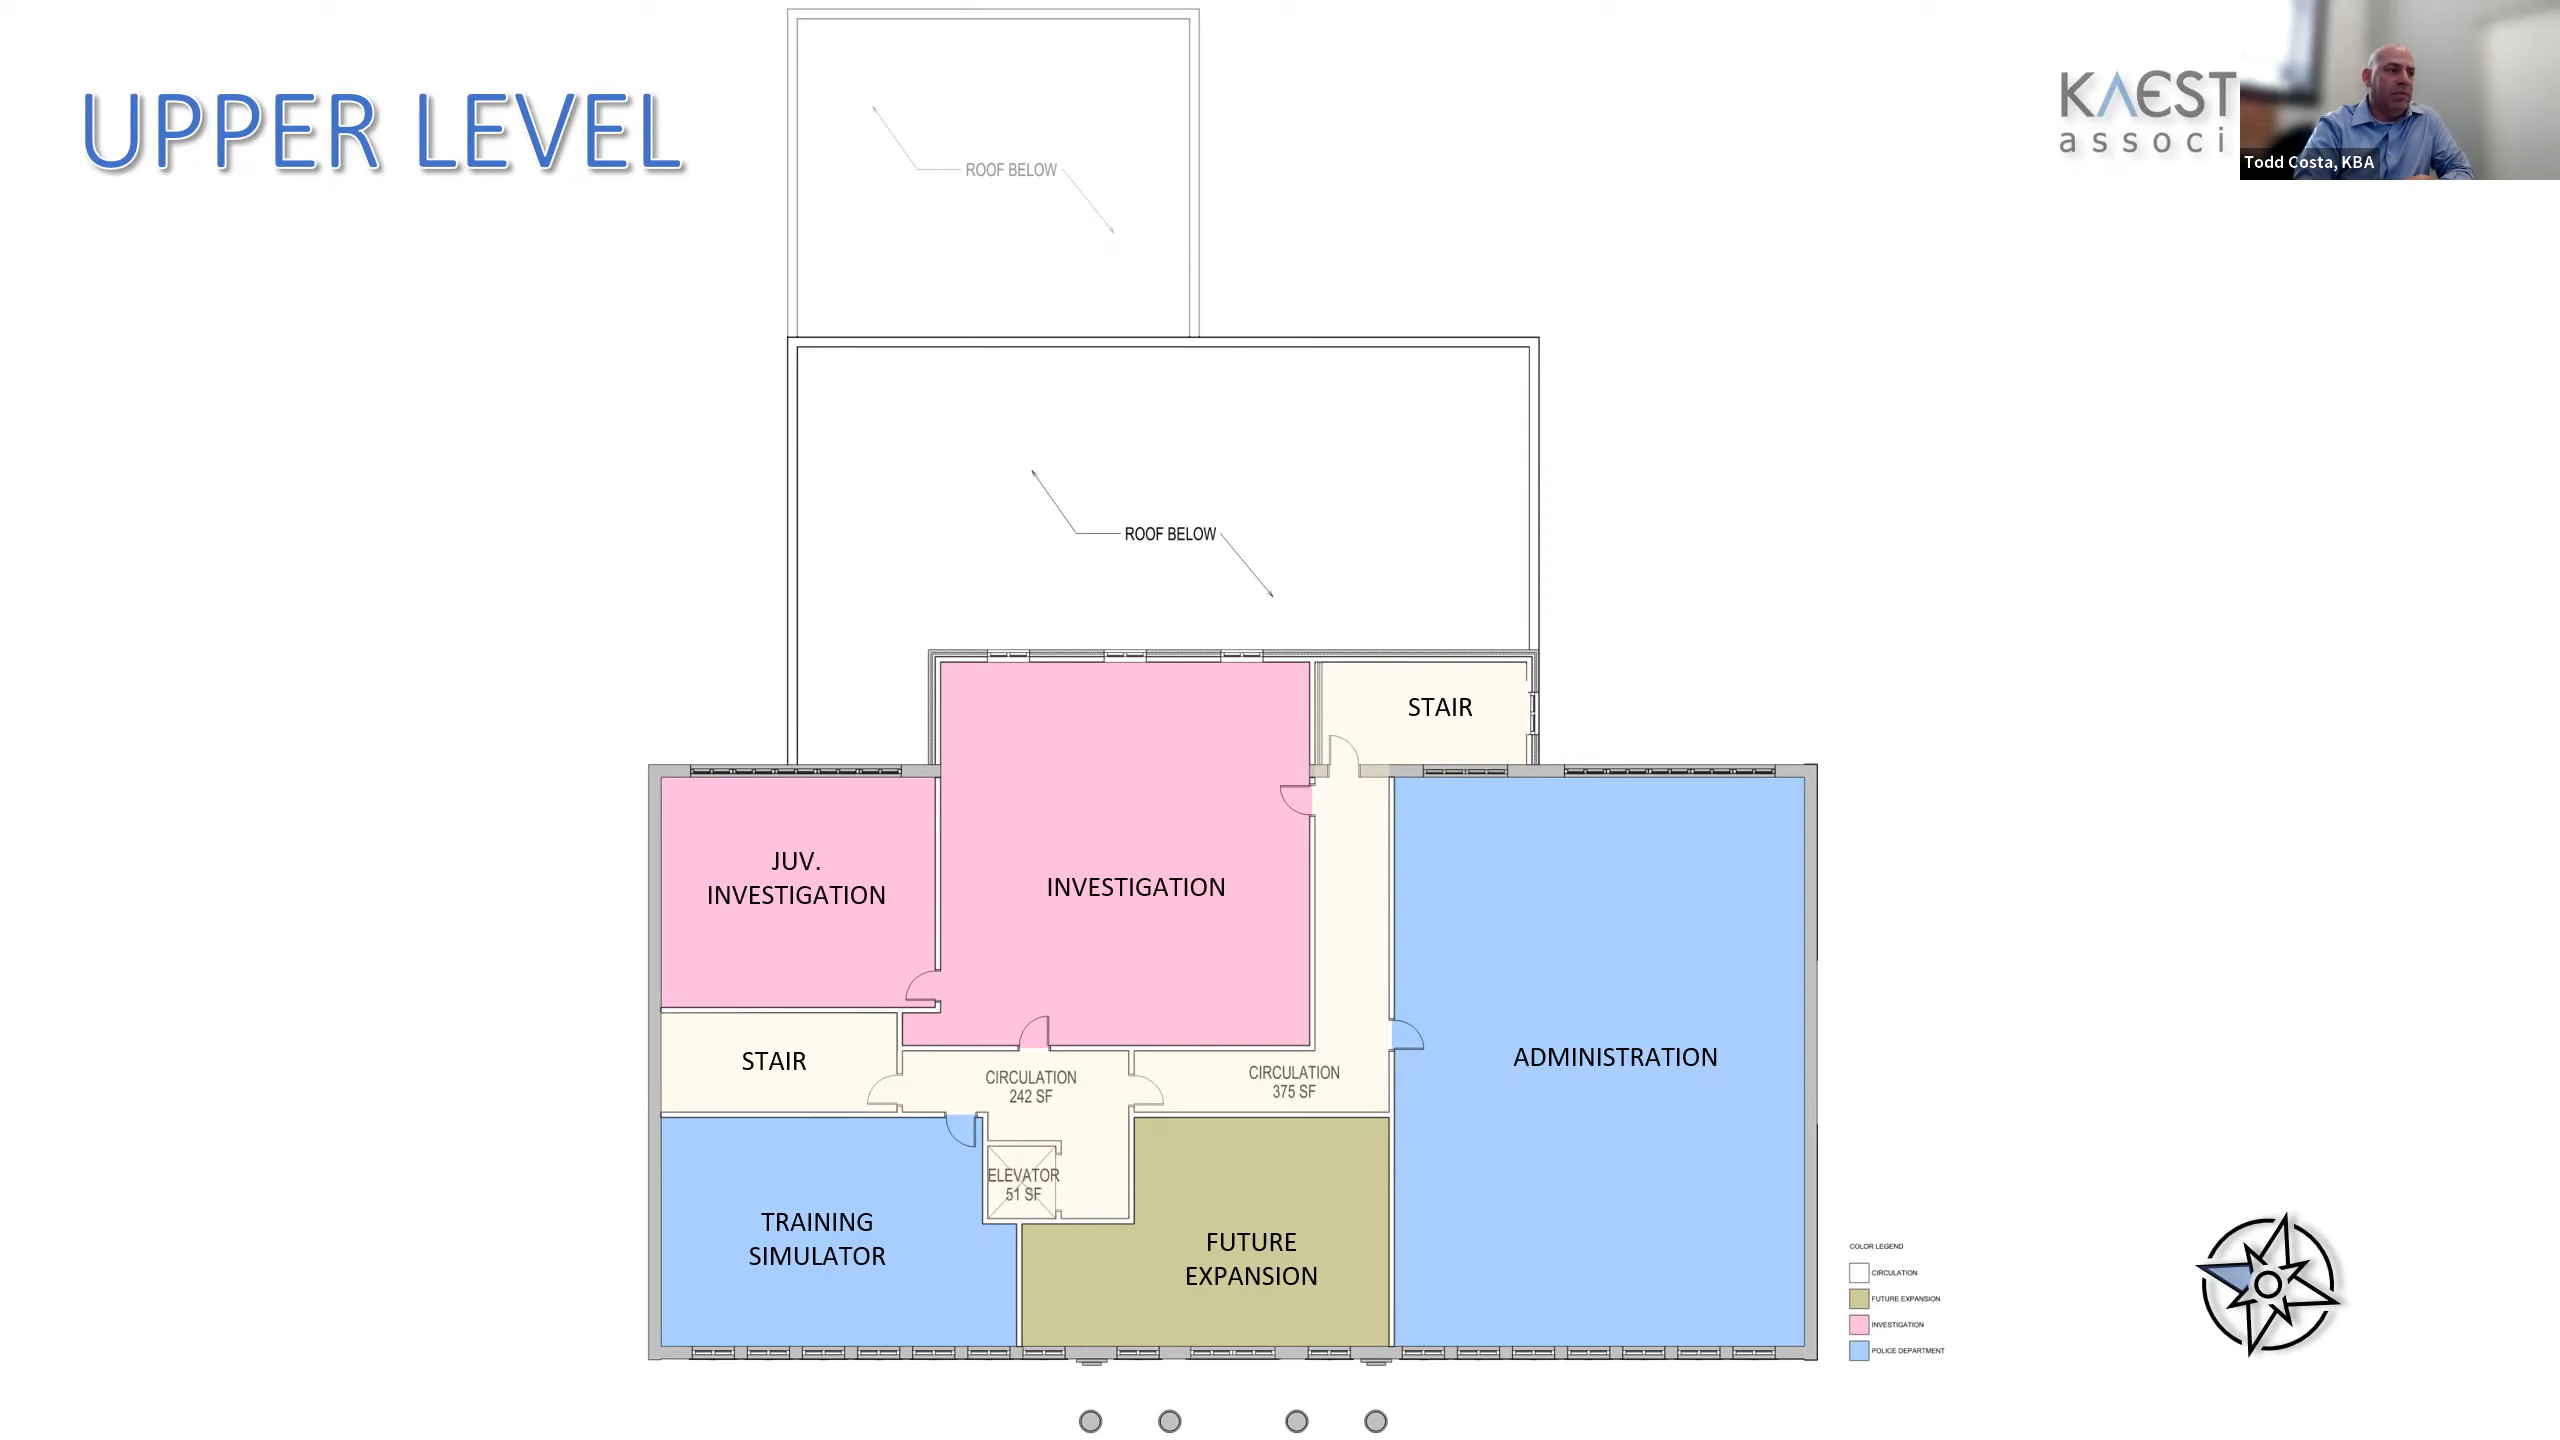 UPPER LEVEL
KAEST
associ
Todd Costa, KBA
ROOF BELOW
ROOF BELOW
STAIR
JUV.
INVESTIGATION
INVESTIGATION
STAIR
CIRCULATION
242 SF
CIRCULATION
375 SF
ADMINISTRATION
ELEVATOR
51 SF
TRAINING
SIMULATOR
FUTURE
EXPANSION
COLOR LEGEND
CIRCULATION
FUTURE EXPANSION
INVESTIGATION
POLICE DEPARTMENT